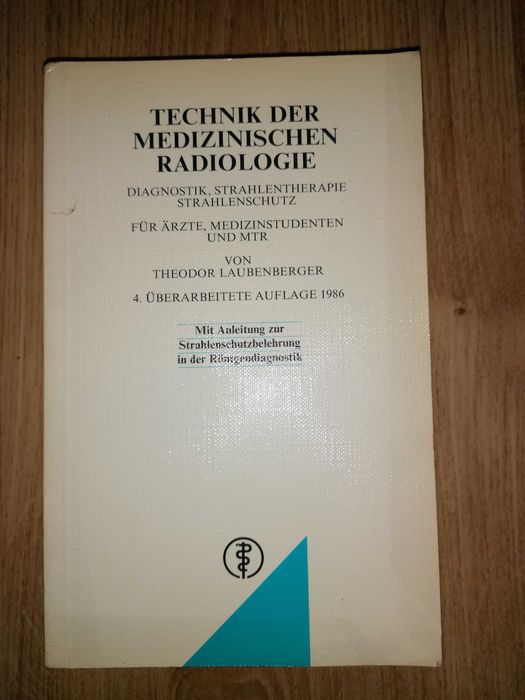 TECHNIK DER
MEDIZINISCHEN
RADIOLOGIE
DIAGNOSTIK, STRAHLENTHERAPIE
STRAHLENSCHUTZ
FÜR ÄRZTE, MEDIZINSTUDENTEN
UND MTR
VON
THEODOR LAUBENBERGER
4. ÜBERARBEITETE AUFLAGE 1986
Mit Anleitung zur
Strahlenschutzbelehrung
in der Röntgendiagnostik